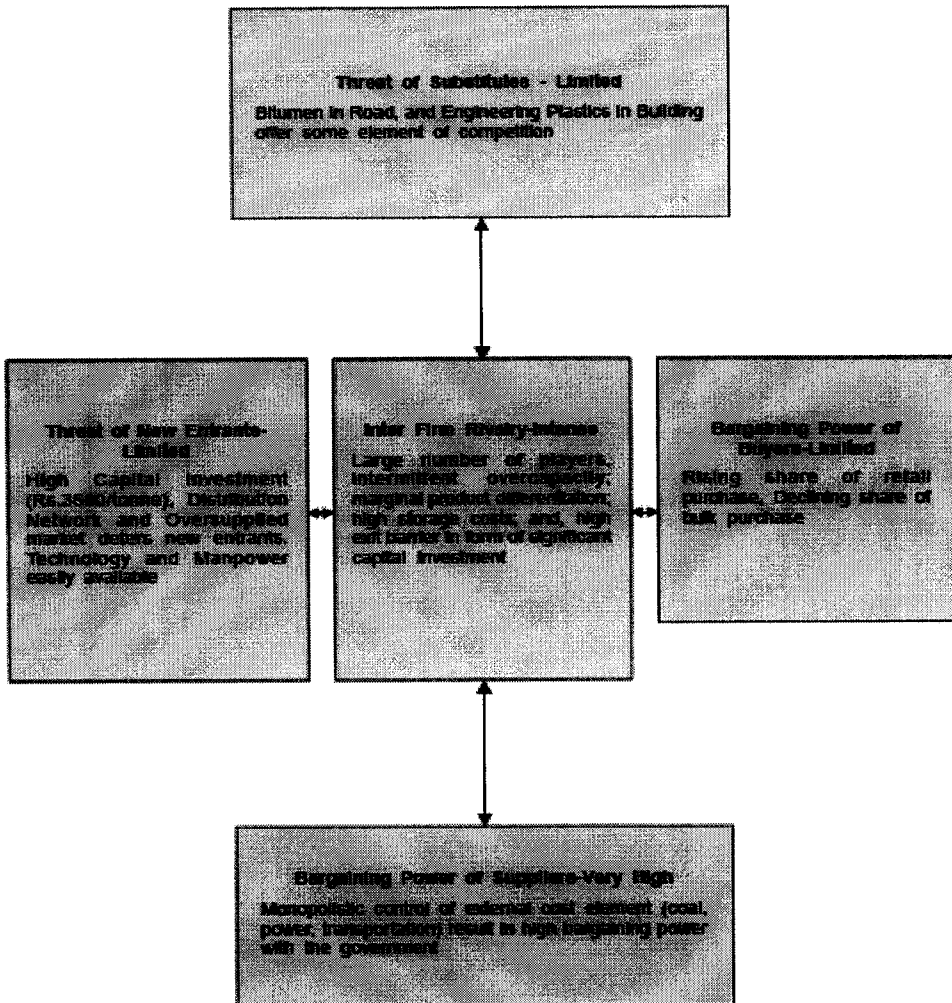 Threat of Substitutes - Limited
Bitumen in Road, and Engineering Plastics in Building
offer some element of competition
Threat of New Entrants-
Limited
High Capital Investment
(Rs. /tonne), Distribution
Network and Oversupplied
market deters new entrants.
Technology and Manpower
easily available
Inter Firm Rivalry-Intense
Large number of players,
intermittent overcapacity;
marginal product differentiation;
high storage costs; and, high
exit barrier in form of significant
capital investment
Bargaining Power of
Buyers-Limited
Rising share of retail
purchase, Declining share of
bulk purchase
Bargaining Power of Suppliers-Very High
Monopolistic control of external cost element (coal,
power, transportation) result in high bargaining power
with the government